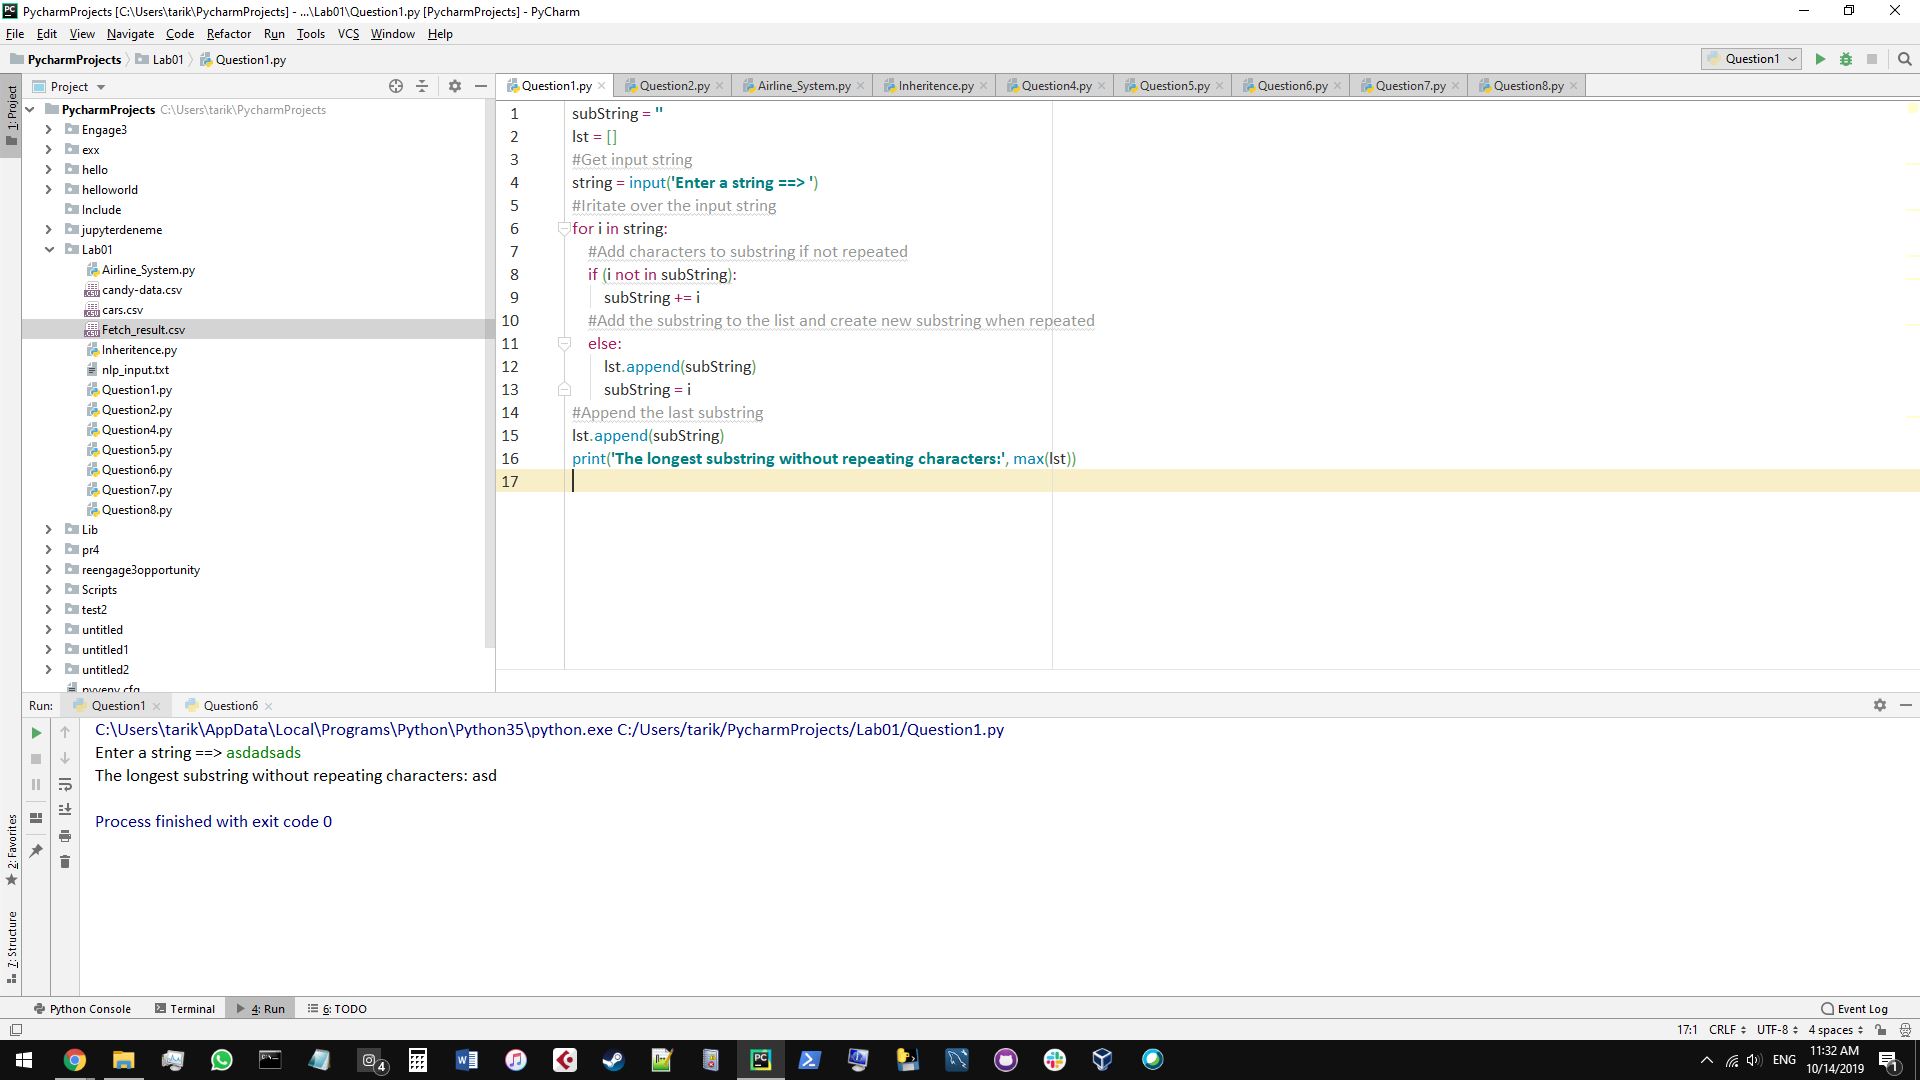 PycharmProjects [C:\Users\tarik\PycharmProjects] - ...\Lab01\Question1.py [PycharmProjects] - PyCharm
File Edit View Navigate Code Refactor Run Tools VCS Window Help
PycharmProjects Lab01 Question1.py
Question1
1: Project
Project
Question1.py Question2.py Airline_System.py Inheritence.py Question4.py Question5.py Question6.py Question7.py Question8.py
PycharmProjects C:\Users\tarik\PycharmProjects
Engage3
exx
hello
helloworld
Include
jupyterdeneme
Lab01
Airline_System.py
candy-data.csv
cars.csv
Fetch_result.csv
Inheritence.py
nlp_input.txt
Question1.py
Question2.py
Question4.py
Question5.py
Question6.py
Question7.py
Question8.py
Lib
pr4
reengage3opportunity
Scripts
test2
untitled
untitled1
untitled2
pyvenv.cfg
1 subString = ''
2 lst = []
3 #Get input string
4 string = input('Enter a string ==> ')
5 #Iritate over the input string
6 for i in string:
7 #Add characters to substring if not repeated
8 if (i not in subString):
9 subString += i
10 #Add the substring to the list and create new substring when repeated
11 else:
12 lst.append(subString)
13 subString = i
14 #Append the last substring
15 lst.append(subString)
16 print('The longest substring without repeating characters:', max(lst))
17
Run: Question1 Question6
C:\Users\tarik\AppData\Local\Programs\Python\Python35\python.exe C:/Users/tarik/PycharmProjects/Lab01/Question1.py
Enter a string ==> asdadsads
The longest substring without repeating characters: asd
Process finished with exit code 0
2: Favorites
7: Structure
Python Console Terminal 4: Run 6: TODO Event Log
17:1 CRLF UTF-8 4 spaces
4 ENG 11:32 AM 1
10/14/2019